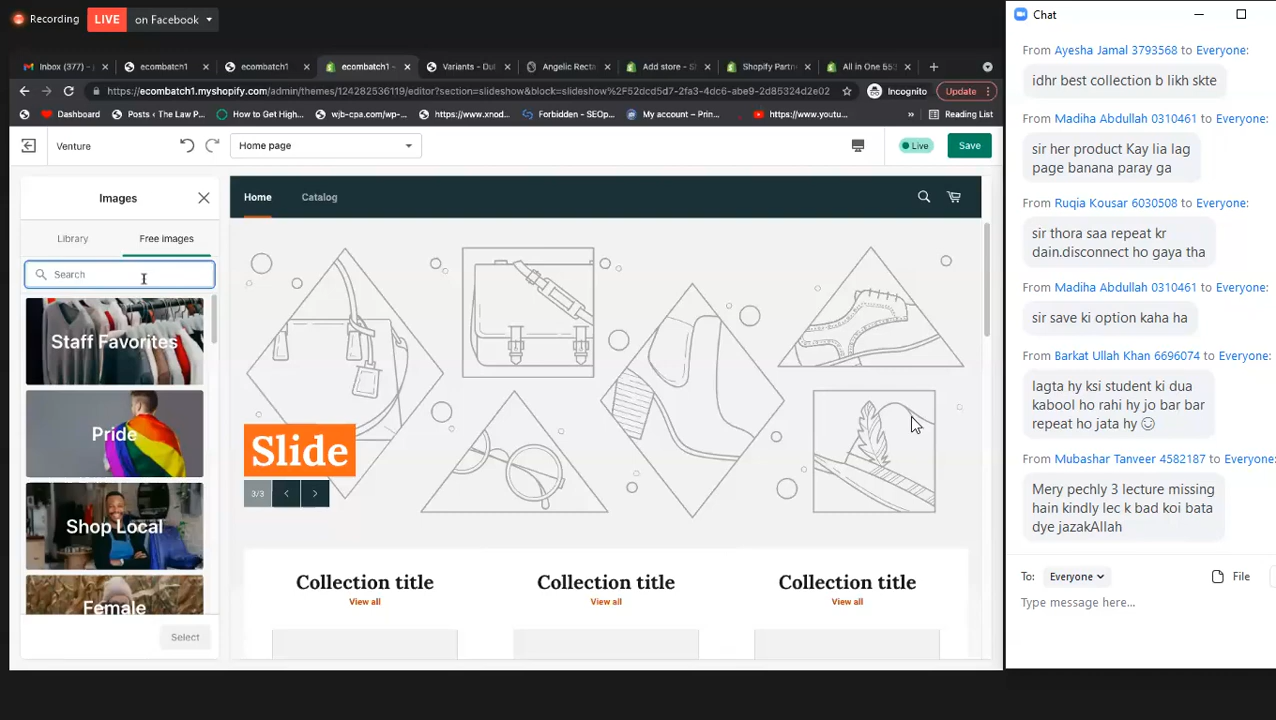 Recording LIVE on Facebook
Inbox (377) -
ecombatch1
ecombatch1
ecombatch1 -
Variants - Dul
Angelic Recta
Add store - S
Shopify Partn
All in One 553
ecombatch1.myshopify.com/admin/themes/124282536119/editor?section=slideshow&block=slideshow%2F52dcd5d7-2fa3-4dc6-abe9-2d85324d2e02
Incognito
Update
Dashboard
Posts ‹ The Law P...
How to Get High...
wjb-cpa.com/wp-...
https://www.xnod...
Forbidden - SEOp...
My account – Prin...
https://www.youtu...
»
Reading List
Venture
Home page
Live
Save
Images
Library
Free images
Search
Staff Favorites
Pride
Shop Local
Female
Select
Home
Catalog
Slide
3/3
Collection title
View all
Collection title
View all
Collection title
View all
Chat
From Ayesha Jamal 3793568 to Everyone:
idhr best collection b likh skte
From Madiha Abdullah 0310461 to Everyone:
sir her product Kay lia lag
page banana paray ga
From Ruqia Kousar 6030508 to Everyone:
sir thora saa repeat kr
dain.disconnect ho gaya tha
From Madiha Abdullah 0310461 to Everyone:
sir save ki option kaha ha
From Barkat Ullah Khan 6696074 to Everyone:
lagta hy ksi student ki dua
kabool ho rahi hy jo bar bar
repeat ho jata hy ☺
From Mubashar Tanveer 4582187 to Everyone:
Mery pechly 3 lecture missing
hain kindly lec k bad koi bata
dye jazakAllah
To: Everyone
File
Type message here...